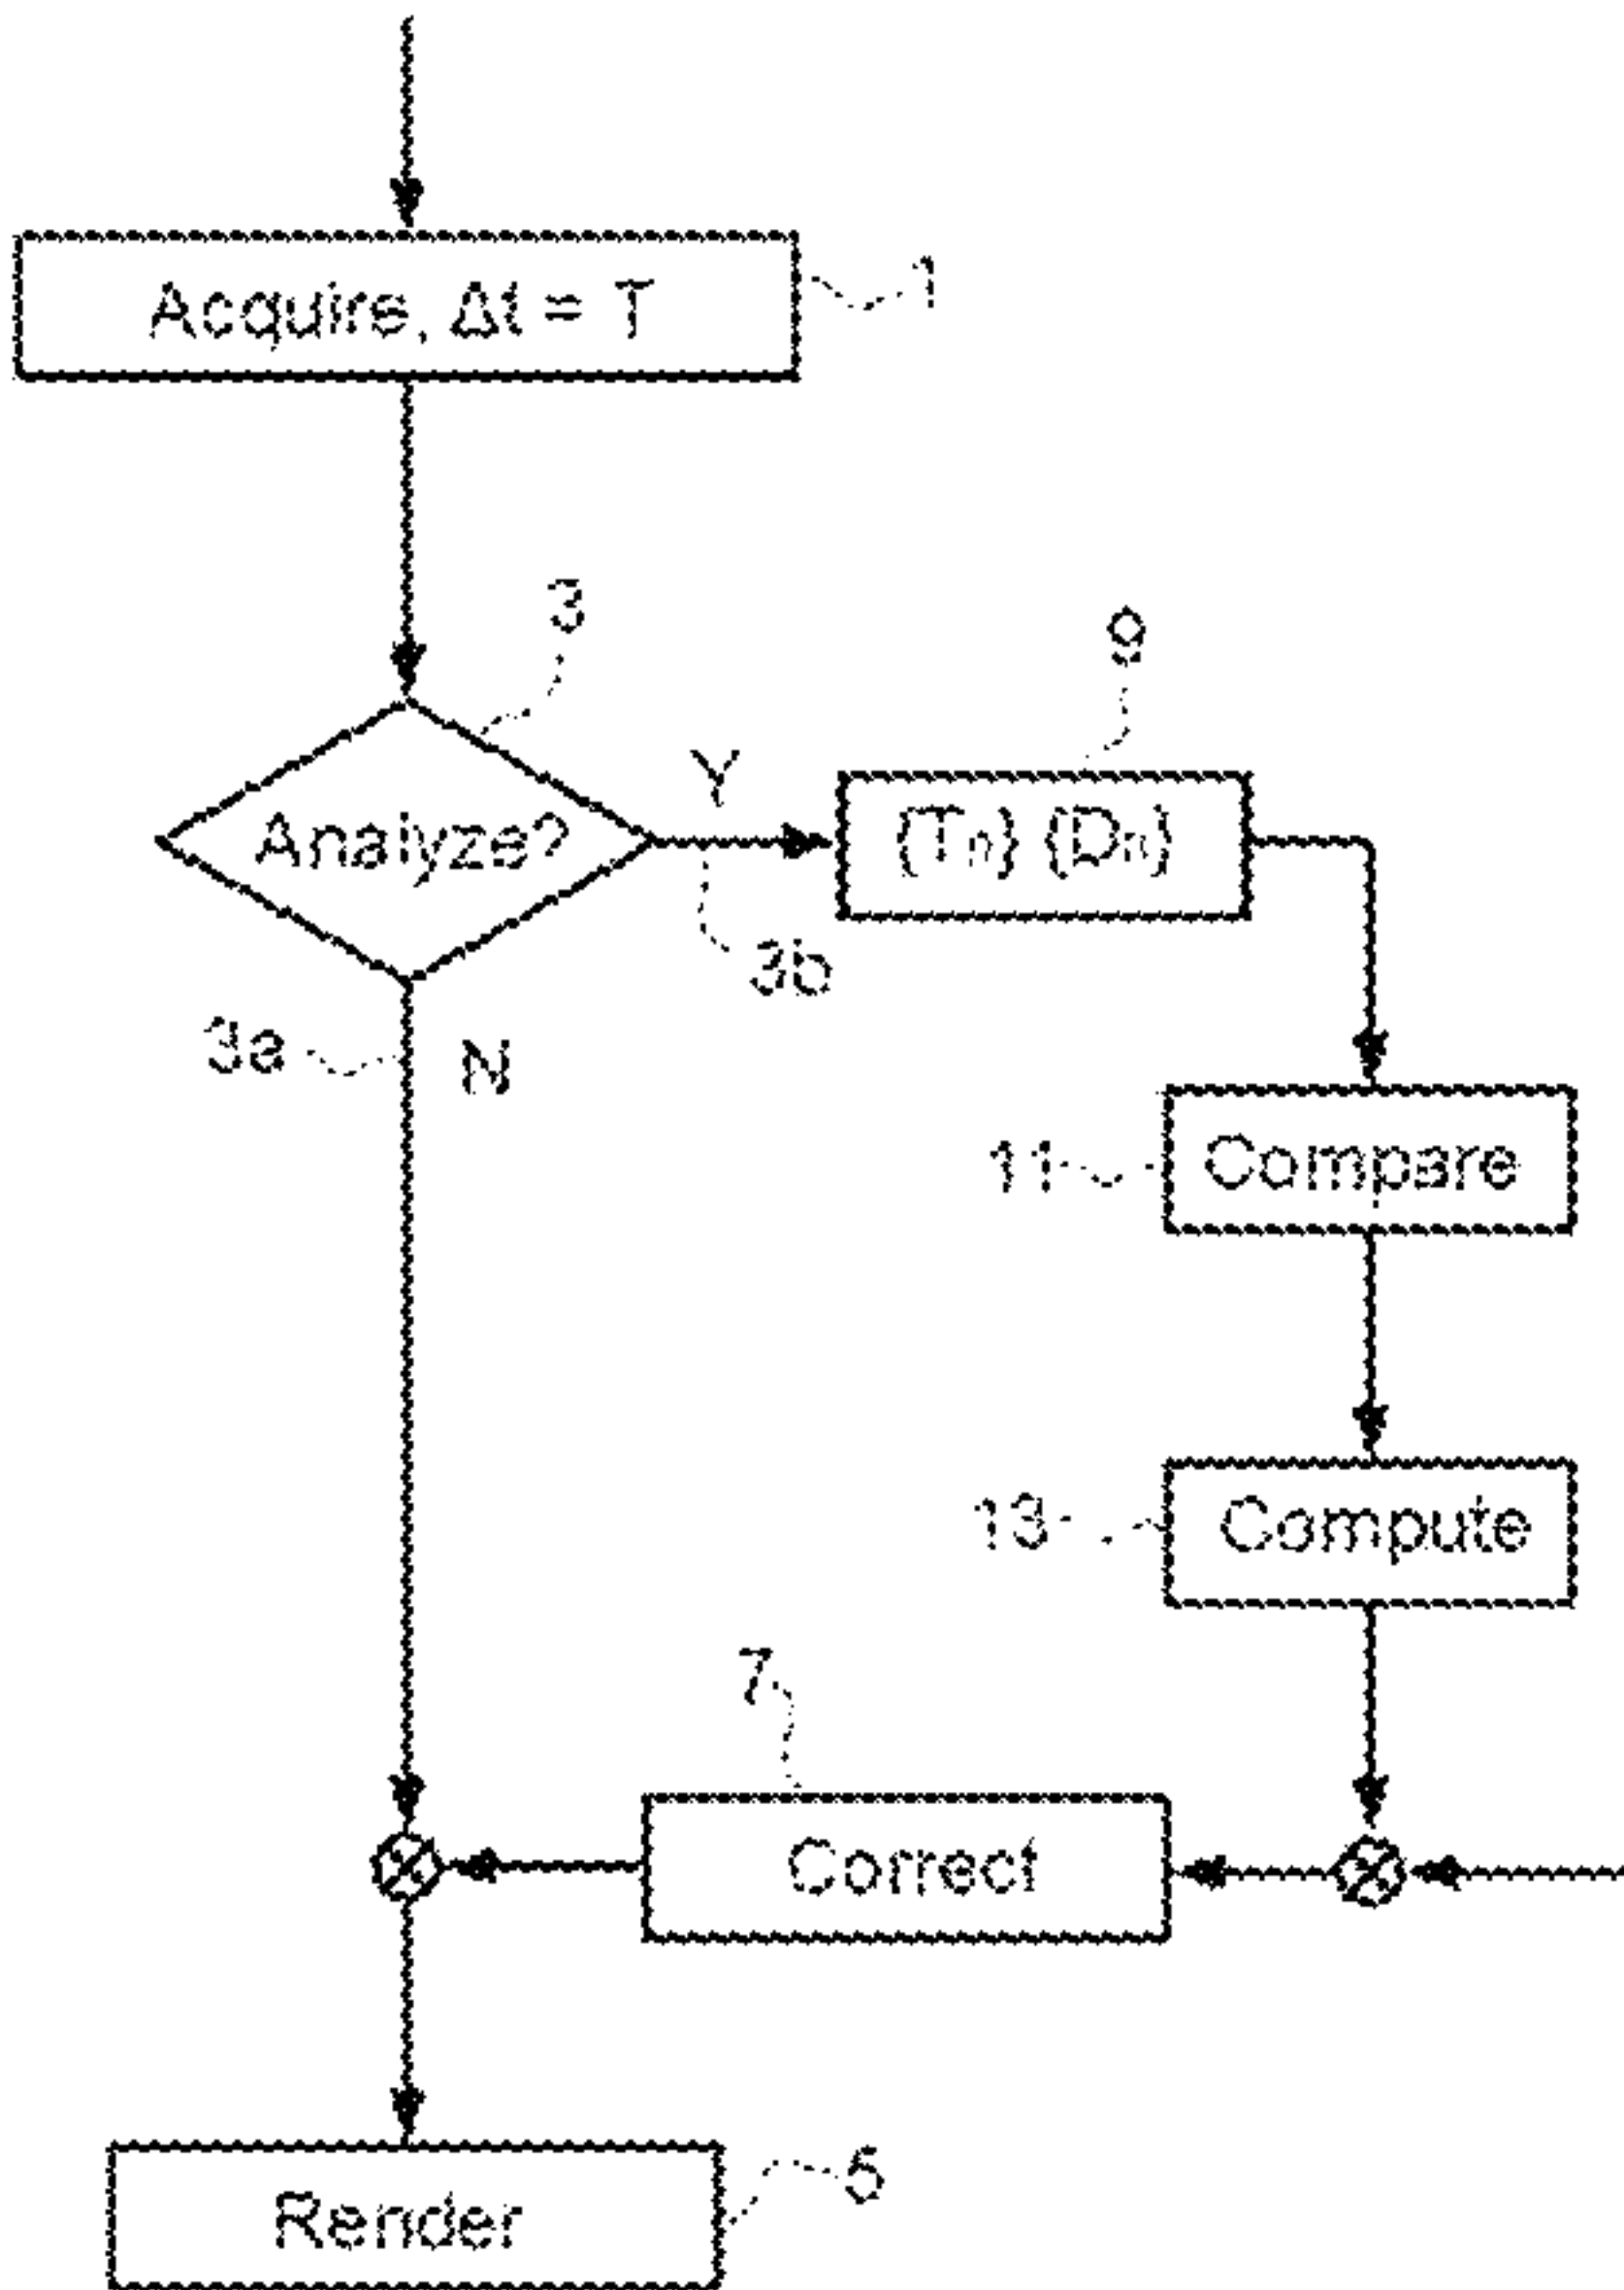 Acquire, Δt = T
1
3
9
Y
Analyze?
{Tn} {Dn}
3b
3a
N
11
Compare
13
Compute
7
Correct
Render
5